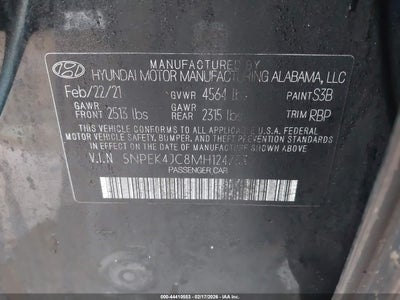 MANUFACTURED BY
HYUNDAI MOTOR MANUFACTURING ALABAMA, LLC
Feb/22/21 GVWR 4564 lbs PAINT S3B
GAWR FRONT 2513 lbs GAWR REAR 2315 lbs TRIM RBP
THIS VEHICLE CONFORMS TO ALL APPLICABLE U.S. FEDERAL
MOTOR VEHICLE SAFETY, BUMPER, AND THEFT PREVENTION STANDARDS
IN EFFECT ON THE DATE OF MANUFACTURE SHOWN ABOVE.
V.I.N
PASSENGER CAR
000-44410583 - 02/17/2026 - IAA